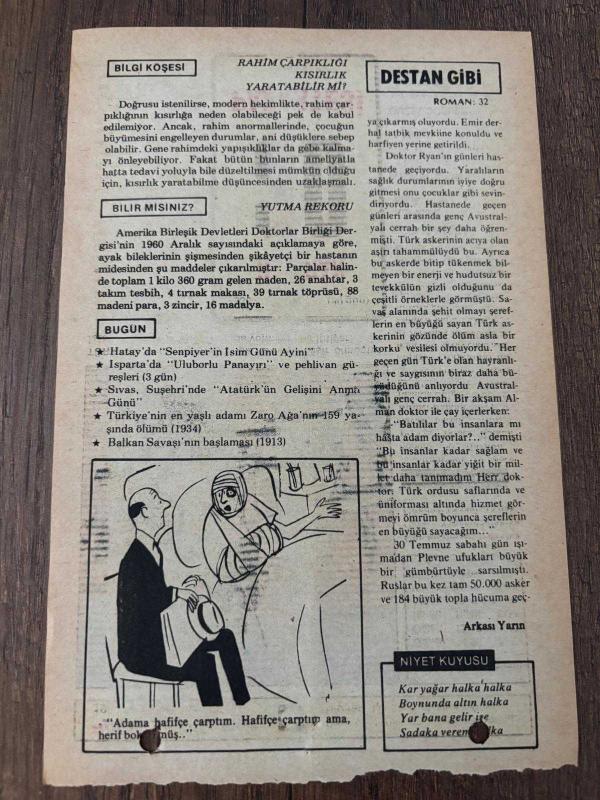 BİLGİ KÖŞESİ
RAHİM ÇARPIKLIĞI
KISIRLIK
YARATABİLİR Mİ?
Doğrusu istenilirse, modern hekimlikte, rahim çar-
pıklığının kısırlığa neden olabileceği pek de kabul
edilemiyor. Ancak, rahim anormallerinde, çocuğun
büyümesini engelleyen durumlar, ani düşüklere sebep
olabilir. Gene rahimdeki yapışıklıklar da gebe kalma-
yı önleyebiliyor. Fakat bütün bunların ameliyatla
hatta tedavi yoluyla bile düzeltilmesi mümkün olduğu
için, kısırlık yaratabilme düşüncesinden uzaklaşmalı.
BİLİR MİSİNİZ?
YUTMA REKORU
Amerika Birleşik Devletleri Doktorlar Birliği Der-
gisi'nin 1960 Aralık sayısındaki açıklamaya göre,
ayak bileklerinin şişmesinden şikâyetçi bir hastanın
midesinden şu maddeler çıkarılmıştır: Parçalar halin-
de toplam 1 kilo 360 gram gelen maden, 26 anahtar, 3
takım tesbih, 4 tırnak makası, 39 tırnak töprüsü, 88
madeni para, 3 zincir, 16 madalya.
BUGÜN
★ Hatay'da "Senpiyer'in İsim Günü Ayini"
★ Isparta'da "Uluborlu Panayırı" ve pehlivan gü-
reşleri (3 gün)
★ Sıvas, Suşehri'nde "Atatürk'ün Gelişini Anma
Günü"
★ Türkiye'nin en yaşlı adamı Zaro Ağa'nın 159 ya-
şında ölümü (1934)
★ Balkan Savaşı'nın başlaması (1913)
"Adama hafifçe çarptım. Hafifçe çarptım ama,
herif
DESTAN GİBİ
ROMAN: 32
ya çıkarmış oluyordu. Emir der-
hal tatbik mevkiine konuldu ve
harfiyen yerine getirildi.
Doktor Ryan'ın günleri has-
tanede geçiyordu. Yaralıların
sağlık durumlarının iyiye doğru
gitmesi onu çocuklar gibi sevin-
diriyordu. Hastanede geçen
günleri arasında genç Avustral-
yalı cerrah bir şey daha öğren-
mişti. Türk askerinin acıya olan
aşırı tahammülüydü bu. Ayrıca
bu askerde bitip tükenmek bil-
meyen bir enerji ve hudutsuz bir
tevekkülün gizli olduğunu da
çeşitli örneklerle görmüştü. Sa-
vaş alanında şehit olmayı şeref-
lerin en büyüğü sayan Türk as-
kerinin gözünde ölüm asla bir
korku vesilesi olmuyordu. Her
geçen gün Türk'e olan hayranlı-
ğı ve saygısının biraz daha bü-
yüdüğünü anlıyordu Avustral-
yalı genç cerrah. Bir akşam Al-
man doktor ile çay içerlerken:
"Batılılar bu insanlara mı
hasta adam diyorlar?.." demişti
"Bu insanlar kadar sağlam ve
bu insanlar kadar yiğit bir mil-
let daha tanımadım Herr dok-
tor. Türk ordusu saflarında ve
üniforması altında hizmet gör-
meyi ömrüm boyunca şereflerin
en büyüğü sayacağım..."
30 Temmuz sabahı gün ışı-
madan Plevne ufukları büyük
bir gümbürtüyle sarsılmıştı.
Ruslar bu kez tam 50.000 asker
ve 184 büyük topla hücuma geç-
Arkası Yarın
NİYET KUYUSU
Kar yağar halka halka
Boynunda altın halka
Yar bana gelir ise
Sadaka verem